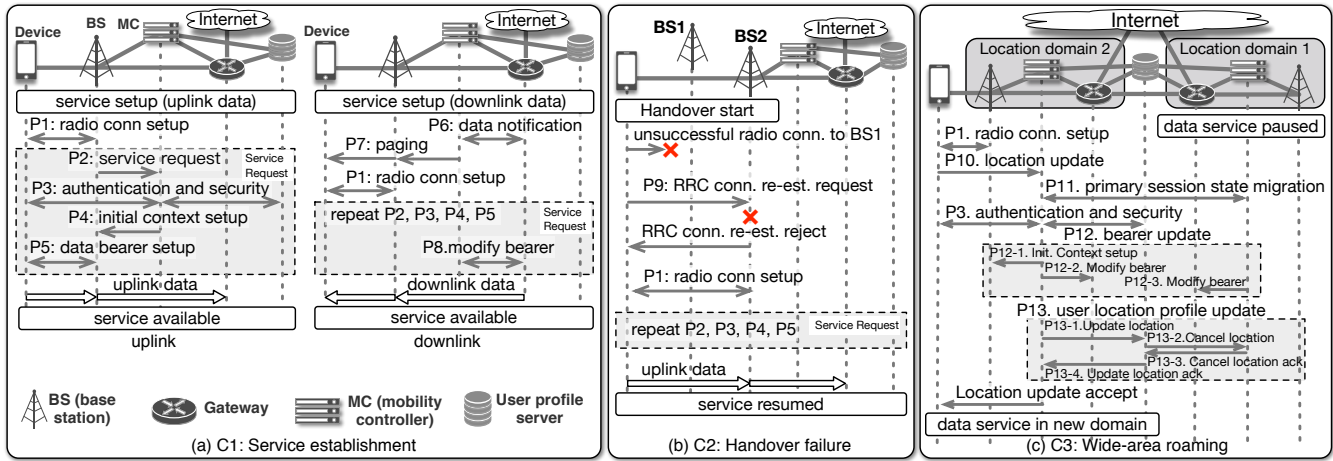 Internet
BS MC
Device
service setup (uplink data)
P1: radio conn setup
P2: service request
Service
Request
P3: authentication and security
P4: initial context setup
P5: data bearer setup
uplink data
service available
uplink
Internet
Device
service setup (downlink data)
P6: data notification
P7: paging
P1: radio conn setup
repeat P2, P3, P4, P5
Service
Request
P8.modify bearer
downlink data
service available
downlink
BS (base
station)
Gateway
MC (mobility
controller)
User profile
server
(a) C1: Service establishment
BS1
BS2
Internet
Handover start
unsuccessful radio conn. to BS1
P9: RRC conn. re-est. request
RRC conn. re-est. reject
P1: radio conn setup
repeat P2, P3, P4, P5
Service Request
uplink data
service resumed
(b) C2: Handover failure
Internet
Location domain 2
Location domain 1
data service paused
P1. radio conn. setup
P10. location update
P11. primary session state migration
P3. authentication and security
P12. bearer update
P12-1. Init. Context setup
P12-2. Modify bearer
P12-3. Modify bearer
P13. user location profile update
P13-1.Update location
P13-2.Cancel location
P13-3. Cancel location ack
P13-4. Update location ack
Location update accept
data service in new domain
(c) C3: Wide-area roaming